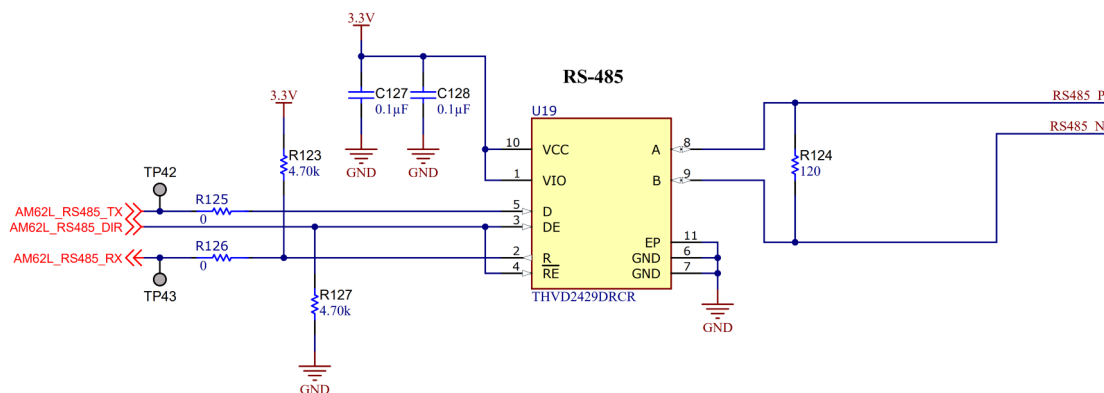 3.3V
RS-485
C127
0.1µF
C128
0.1µF
GND
GND
3.3V
R123
4.70k
TP42
R125
0
AM62L_RS485_TX
AM62L_RS485_DIR
AM62L_RS485_RX
R126
0
TP43
R127
4.70k
GND
U19
10
VCC
1
VIO
5
D
3
DE
2
R
4
RE
A
8
B
9
EP
11
GND
6
GND
7
THVD2429DRCR
GND
R124
120
RS485_P
RS485_N